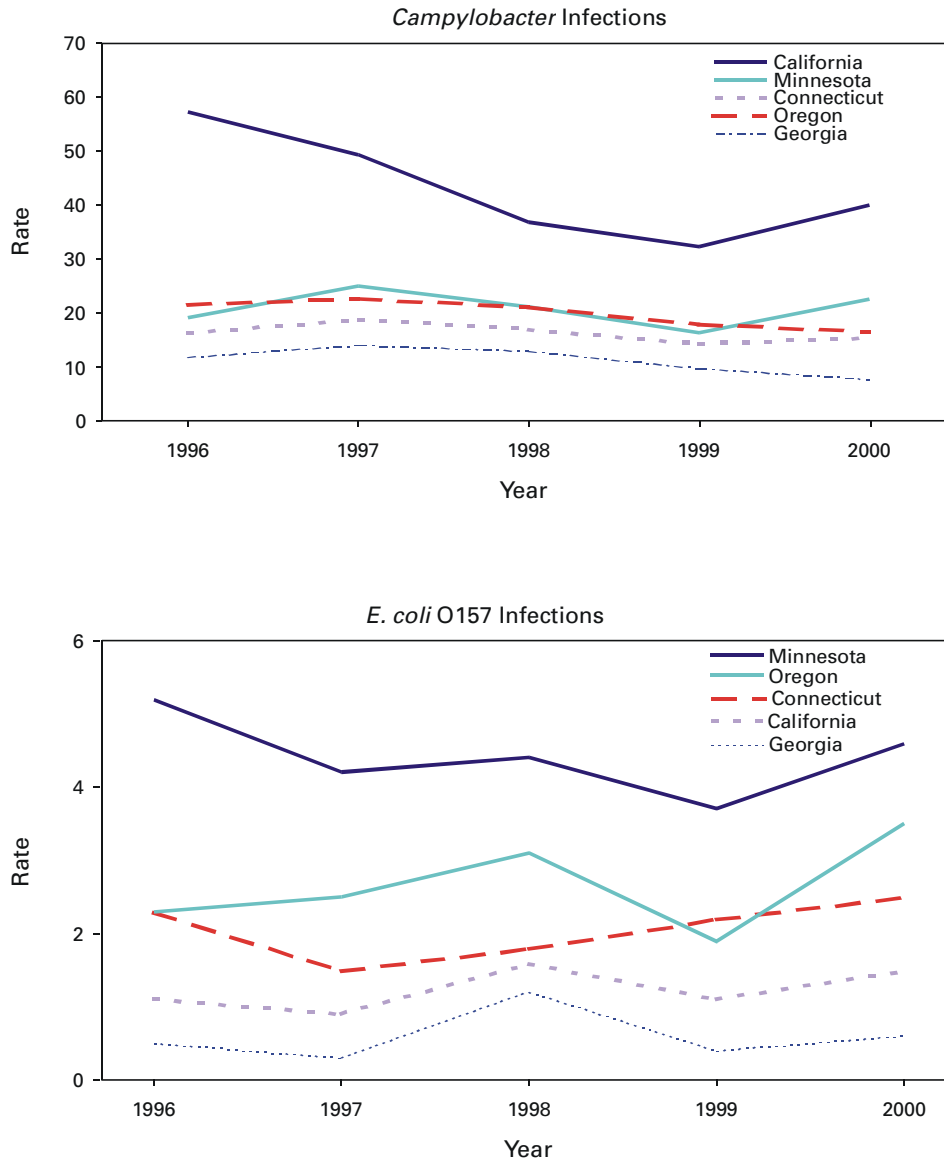 Campylobacter Infections
70
60
50
40
30
20
10
0
Rate
California
Minnesota
Connecticut
Oregon
Georgia
1996 1997 1998 1999 2000
Year
E. coli O157 Infections
6
4
2
0
Rate
Minnesota
Oregon
Connecticut
California
Georgia
1996 1997 1998 1999 2000
Year